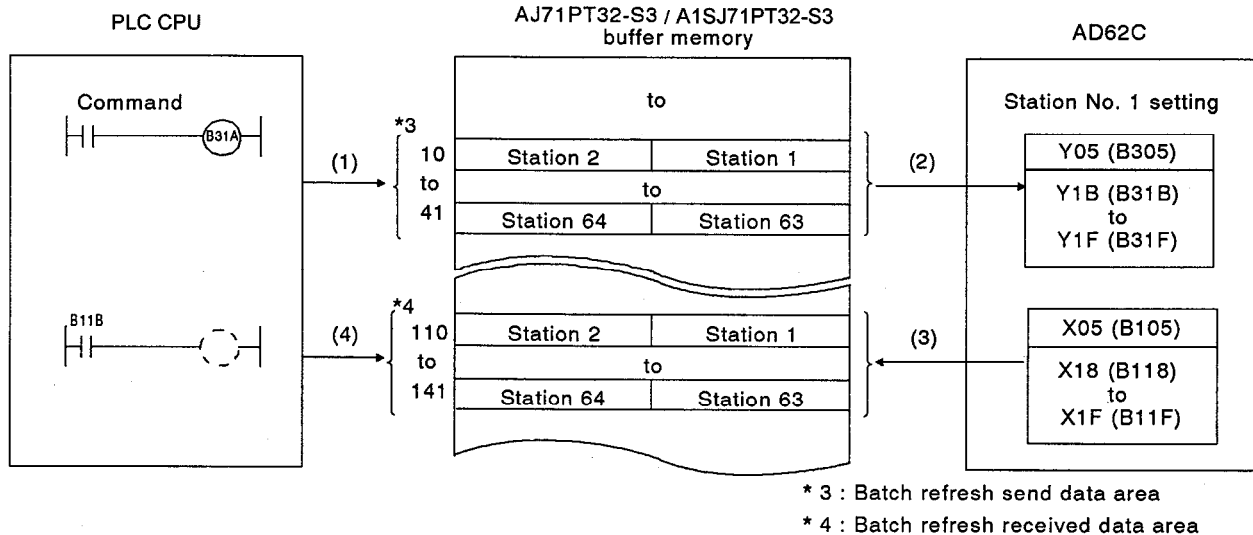 PLC CPU
AJ71PT32-S3 / A1SJ71PT32-S3
buffer memory
AD62C
Command
B31A
(1)
*3
10
to
41
to
Station 2 Station 1
to
Station 64 Station 63
(2)
Station No. 1 setting
Y05 (B305)
Y1B (B31B)
to
Y1F (B31F)
B11B
(4)
*4
110
to
141
Station 2 Station 1
to
Station 64 Station 63
(3)
X05 (B105)
X18 (B118)
to
X1F (B11F)
* 3 : Batch refresh send data area
* 4 : Batch refresh received data area